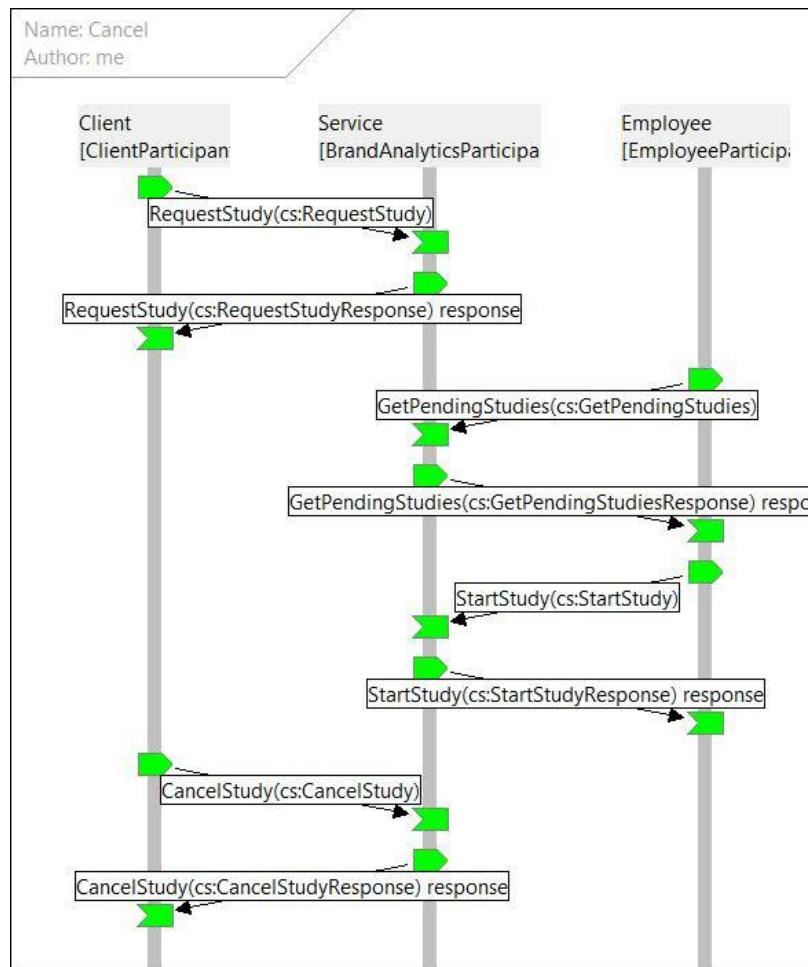 Name: Cancel
Author: me
Client
[ClientParticipant
Service
[BrandAnalyticsParticipa
Employee
[EmployeeParticipa
RequestStudy(cs:RequestStudy)
RequestStudy(cs:RequestStudyResponse) response
GetPendingStudies(cs:GetPendingStudies)
GetPendingStudies(cs:GetPendingStudiesResponse) respo
StartStudy(cs:StartStudy)
StartStudy(cs:StartStudyResponse) response
CancelStudy(cs:CancelStudy)
CancelStudy(cs:CancelStudyResponse) response